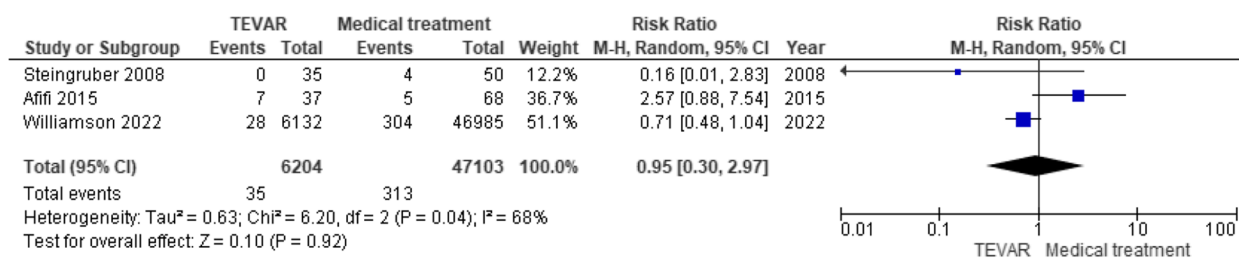 TEVAR Medical treatment Risk Ratio Risk Ratio
Study or Subgroup Events Total Events Total Weight M-H, Random, 95% CI Year M-H, Random, 95% CI
Steingruber 2008 0 35 4 50 12.2% 0.16 [0.01, 2.83] 2008
Afifi 2015 7 37 5 68 36.7% 2.57 [0.88, 7.54] 2015
Williamson 2022 28 6132 304 46985 51.1% 0.71 [0.48, 1.04] 2022
Total (95% CI) 6204 47103 100.0% 0.95 [0.30, 2.97]
Total events 35 313
Heterogeneity: Tau² = 0.63; Chi² = 6.20, df = 2 (P = 0.04); I² = 68%
Test for overall effect: Z = 0.10 (P = 0.92)
0.01 0.1 1 10 100
TEVAR Medical treatment